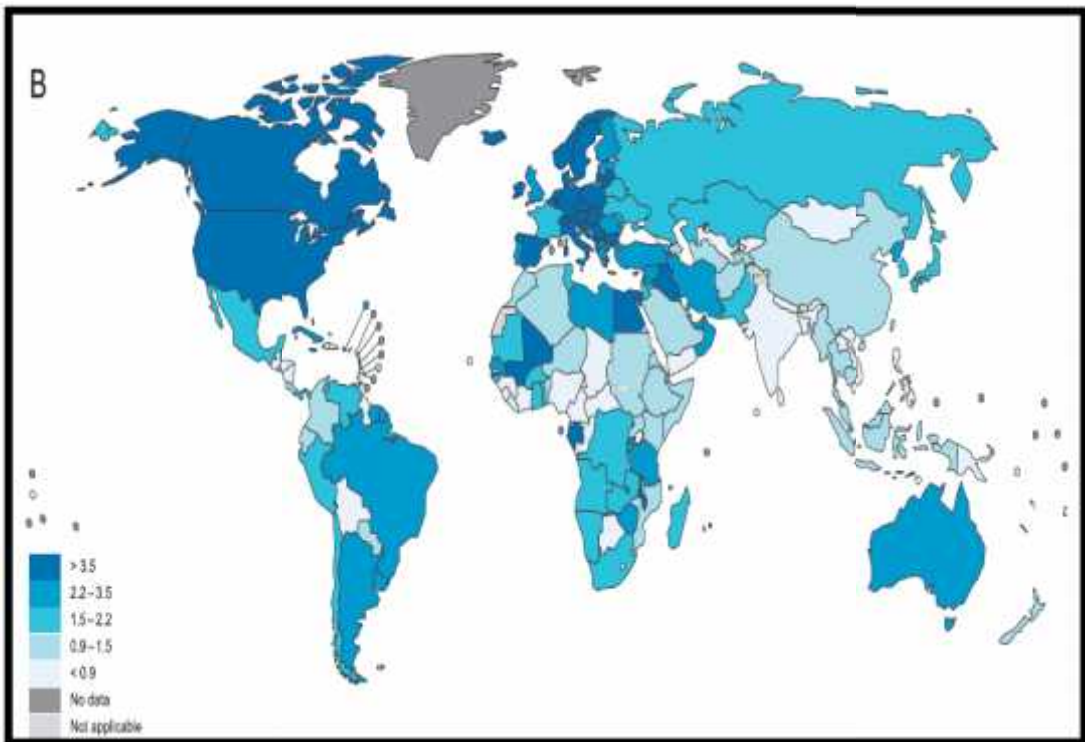 B
> 3.5
2.2–3.5
1.5–2.2
0.9–1.5
< 0.9
No data
Not applicable